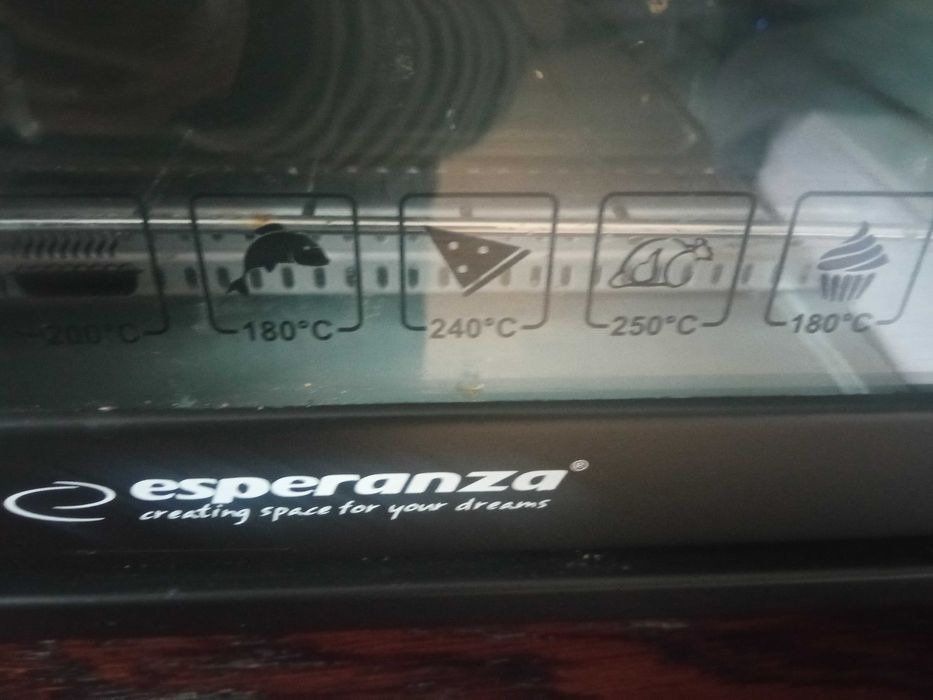 200°C
180°C
240°C
250°C
180°C
esperanza®
creating space for your dreams